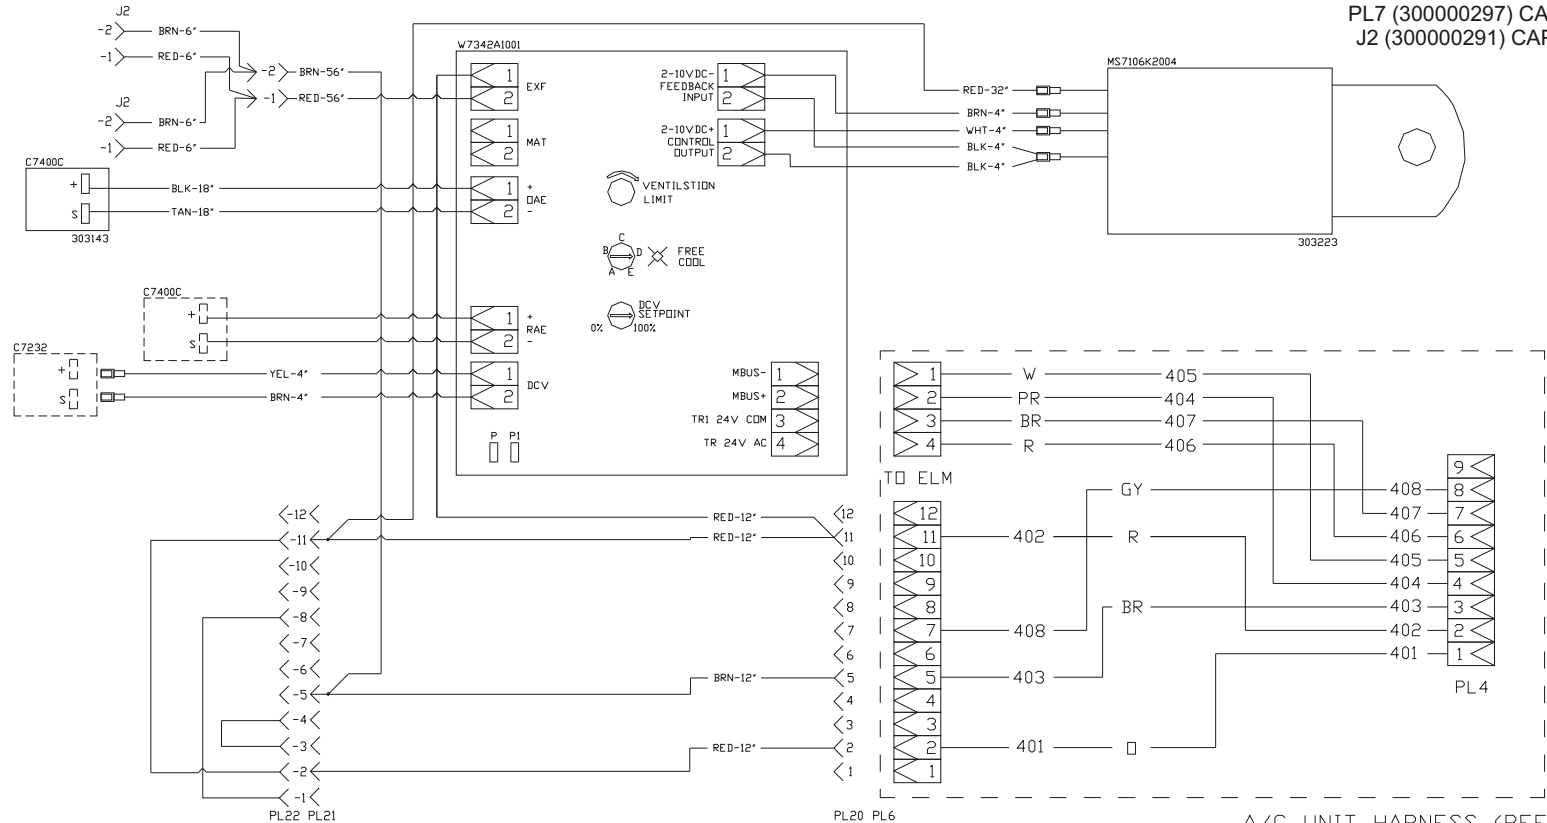 PL7 (300000297) CA
J2 (300000291) CAP
J2
-2 BRN-6"
-1 RED-6"
-2 BRN-56"
-1 RED-56"
J2
-2 BRN-6"
-1 RED-6"
C7400C
+ BLK-18"
S TAN-18"
303143
C7400C
+
S
C7232
+ YEL-4"
S BRN-4"
W7342A1001
1
2
EXF
1
2
MAT
1 +
OAE
2 -
1 +
RAE
2 -
1
2
DCV
P P1
2-10VDC- 1
FEEDBACK
INPUT 2
2-10VDC+ 1
CONTROL
OUTPUT 2
VENTILSTION
LIMIT
C
B D
A E
FREE
COOL
DCV
SETPOINT
0% 100%
MBUS- 1
MBUS+ 2
TR1 24V COM 3
TR 24V AC 4
MS7106K2004
RED-32"
BRN-4"
WHT-4"
BLK-4"
BLK-4"
303223
-12
-11
-10
-9
-8
-7
-6
-5
-4
-3
-2
-1
PL22 PL21
RED-12"
RED-12"
BRN-12"
RED-12"
12
11
10
9
8
7
6
5
4
3
2
1
PL20 PL6
1 W 405
2 PR 404
3 BR 407
4 R 406
TO ELM
12
11 402 R
10
9
8
7 408 GY
6
5 403 BR
4
3
2 401 O
1
9
408 8
407 7
406 6
405 5
404 4
403 3
402 2
401 1
PL4
A/C UNIT HARNESS (REF